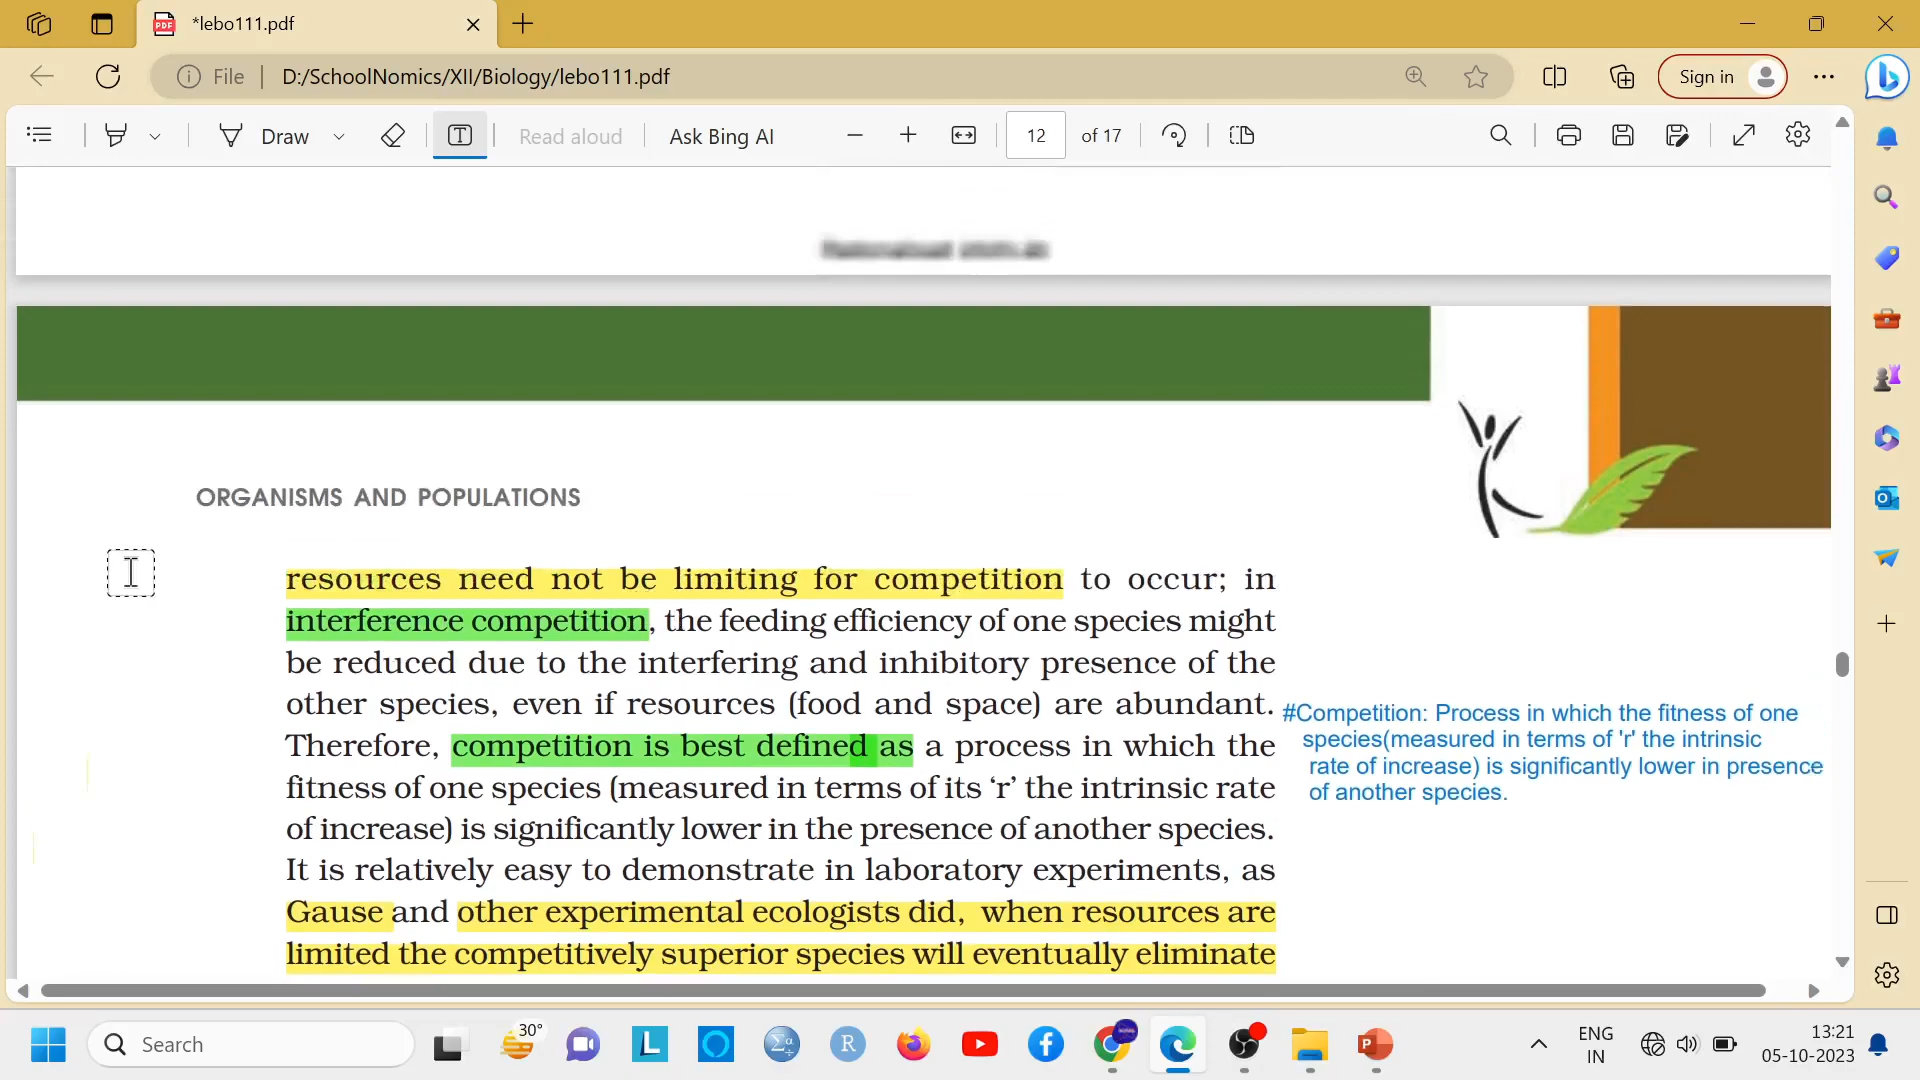 *lebo111.pdf
File
D:/SchoolNomics/XII/Biology/lebo111.pdf
Sign in
Draw
Read aloud
Ask Bing AI
12 of 17
ORGANISMS AND POPULATIONS
resources need not be limiting for competition to occur; in
interference competition, the feeding efficiency of one species might
be reduced due to the interfering and inhibitory presence of the
other species, even if resources (food and space) are abundant.
Therefore, competition is best defined as a process in which the
fitness of one species (measured in terms of its ‘r’ the intrinsic rate
of increase) is significantly lower in the presence of another species.
It is relatively easy to demonstrate in laboratory experiments, as
Gause and other experimental ecologists did, when resources are
limited the competitively superior species will eventually eliminate
#Competition: Process in which the fitness of one
species(measured in terms of 'r' the intrinsic
rate of increase) is significantly lower in presence
of another species.
Search
30°
ENG
IN
13:21
05-10-2023